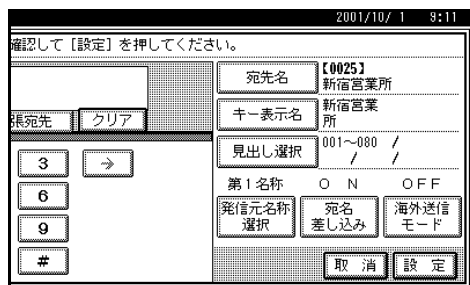 2001/10/ 1 9:11
確認して［設定］を押してください。
宛先名
【0025】
新宿営業所
張宛先
クリア
キー表示名
新宿営業
所
見出し選択
001～080 /
/ /
3
→
第1名称 ＯＮ ＯＦＦ
6
発信元名称
選択
宛名
差し込み
海外送信
モード
9
#
取 消
設 定